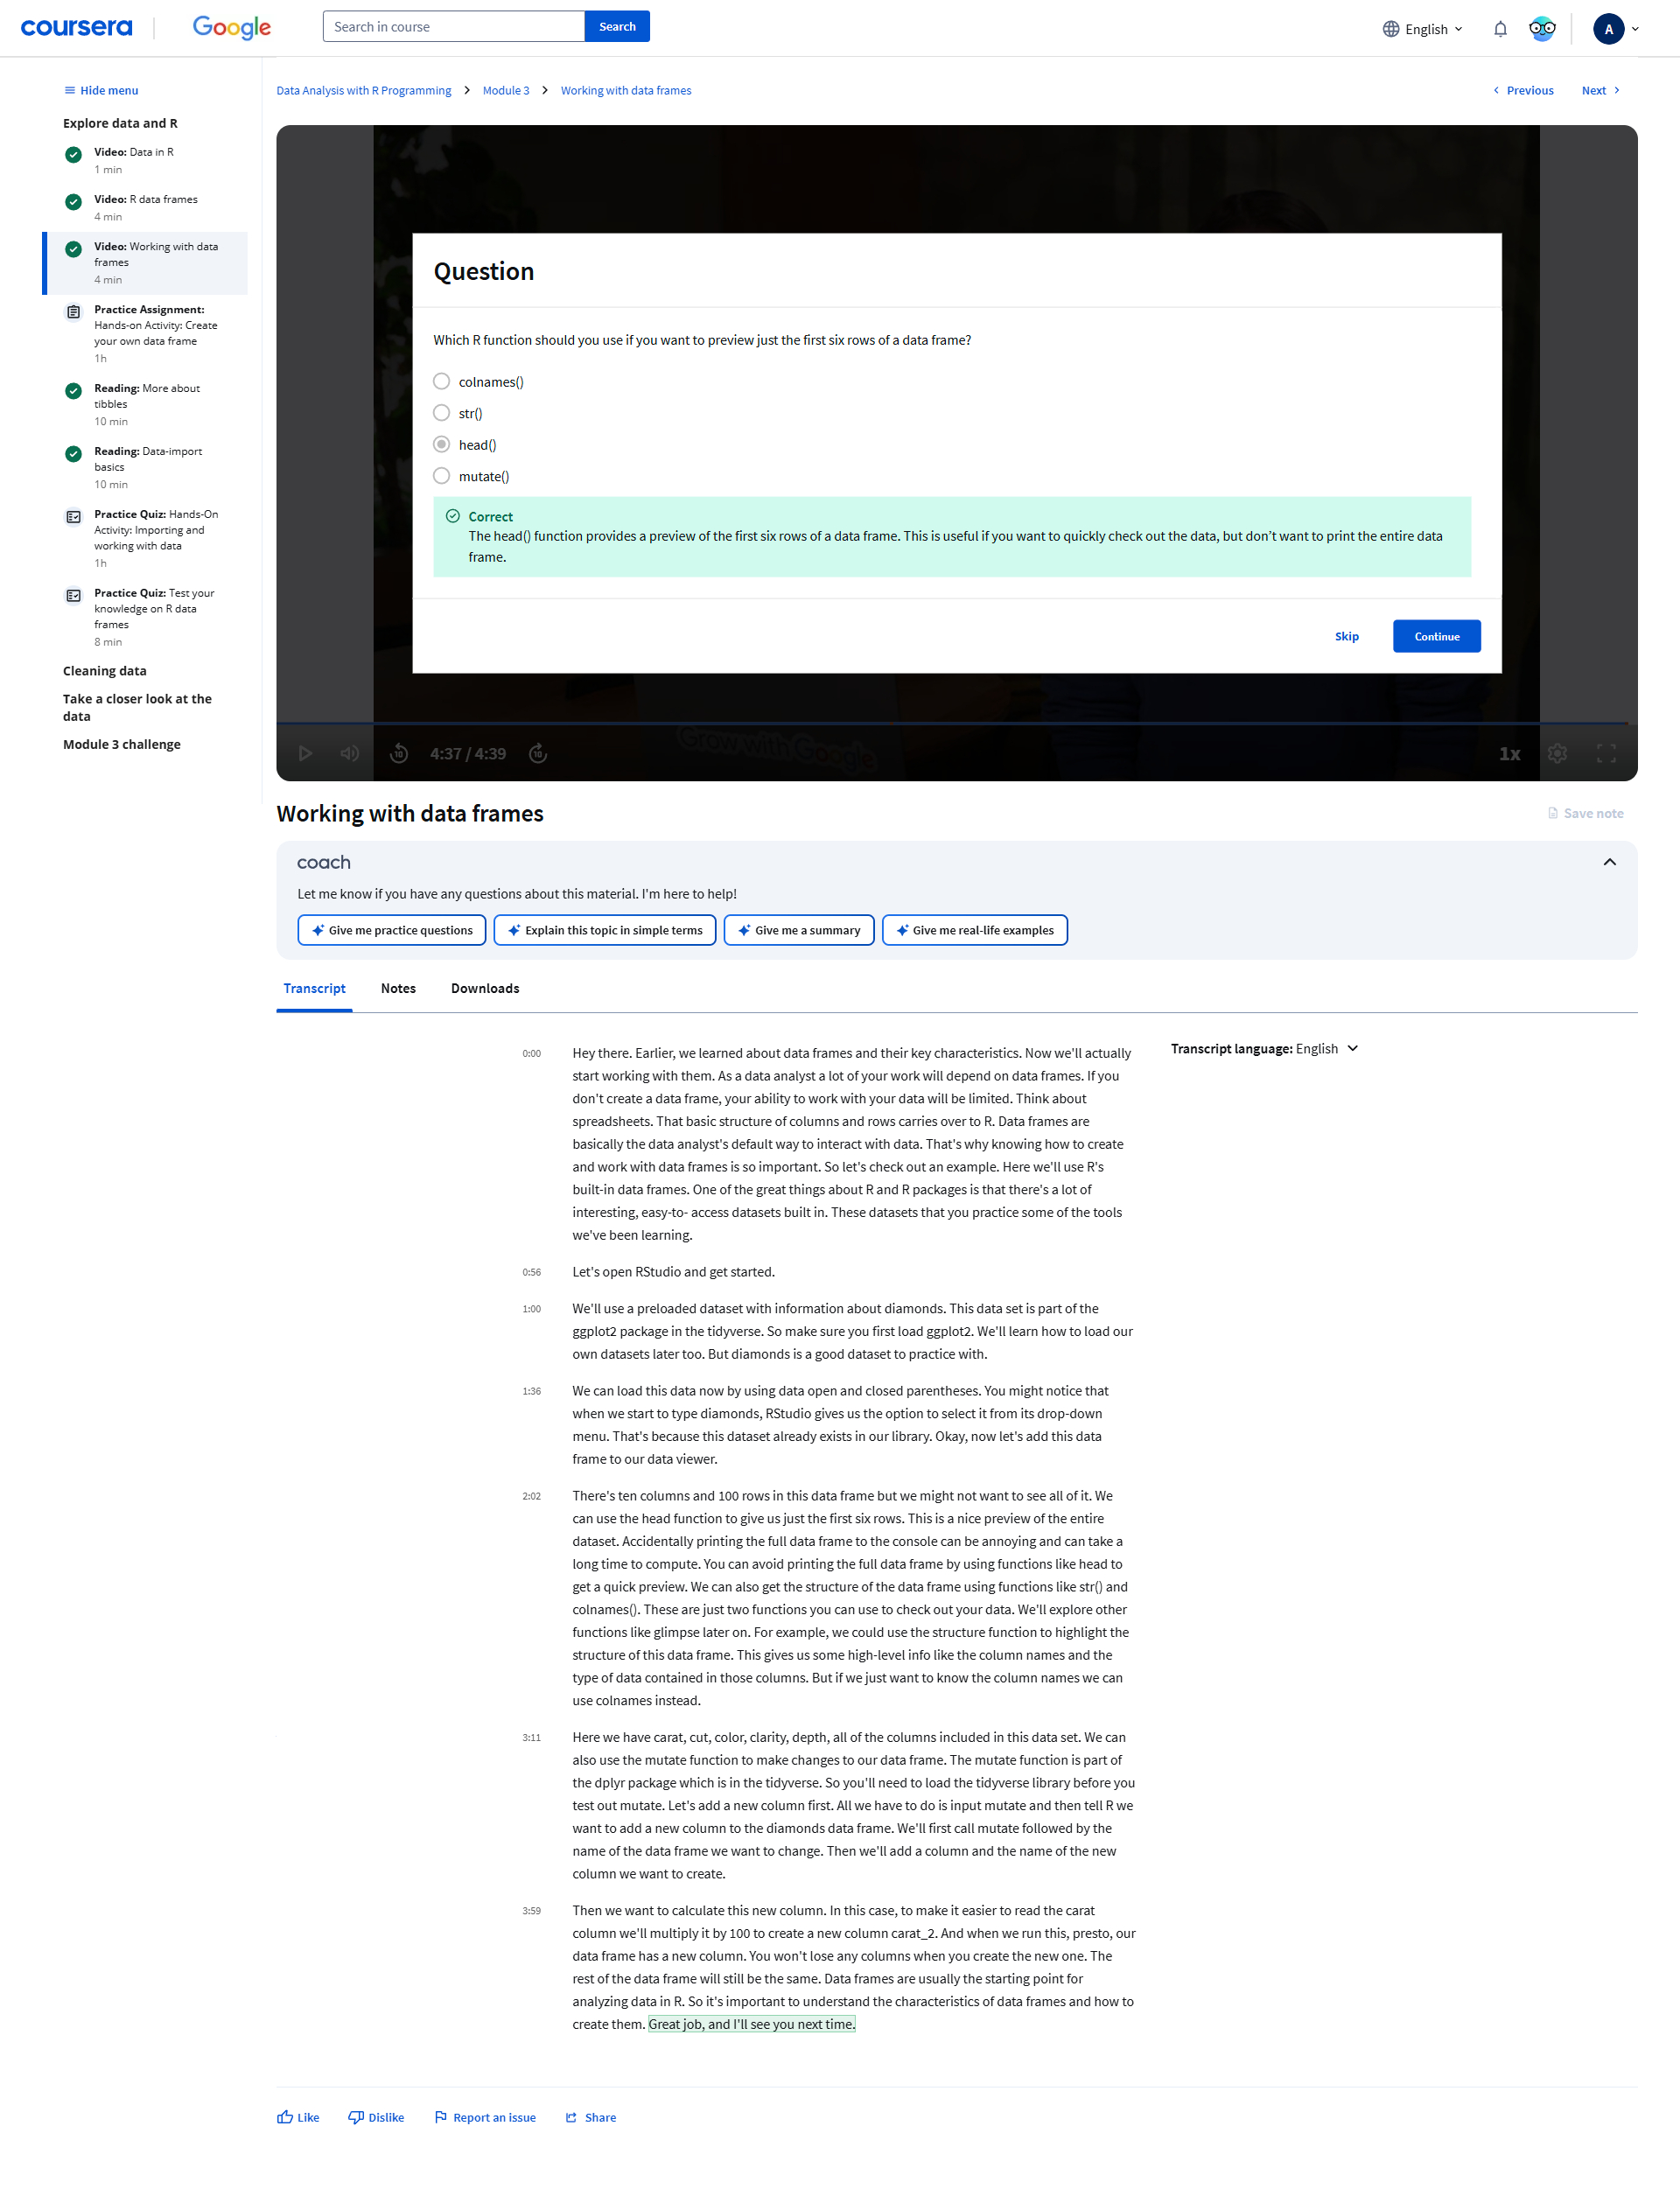 coursera
Google
Search in course
Search
English
A
Hide menu
Data Analysis with R Programming
Module 3
Working with data frames
Previous
Next
Explore data and R
Video: Data in R
1 min
Video: R data frames
4 min
Video: Working with data
frames
4 min
Practice Assignment:
Hands-on Activity: Create
your own data frame
1h
Reading: More about
tibbles
10 min
Reading: Data-import
basics
10 min
Practice Quiz: Hands-On
Activity: Importing and
working with data
1h
Practice Quiz: Test your
knowledge on R data
frames
8 min
Cleaning data
Take a closer look at the
data
Module 3 challenge
Question
Which R function should you use if you want to preview just the first six rows of a data frame?
colnames()
str()
head()
mutate()
Correct
The head() function provides a preview of the first six rows of a data frame. This is useful if you want to quickly check out the data, but don’t want to print the entire data
frame.
Skip
Continue
Grow with Google
10
4:37 / 4:39
10
1x
Working with data frames
Save note
coach
Let me know if you have any questions about this material. I'm here to help!
Give me practice questions
Explain this topic in simple terms
Give me a summary
Give me real-life examples
Transcript
Notes
Downloads
Transcript language: English
0:00
Hey there. Earlier, we learned about data frames and their key characteristics. Now we'll actually
start working with them. As a data analyst a lot of your work will depend on data frames. If you
don't create a data frame, your ability to work with your data will be limited. Think about
spreadsheets. That basic structure of columns and rows carries over to R. Data frames are
basically the data analyst's default way to interact with data. That's why knowing how to create
and work with data frames is so important. So let's check out an example. Here we'll use R's
built-in data frames. One of the great things about R and R packages is that there's a lot of
interesting, easy-to- access datasets built in. These datasets that you practice some of the tools
we've been learning.
0:56
Let's open RStudio and get started.
1:00
We'll use a preloaded dataset with information about diamonds. This data set is part of the
ggplot2 package in the tidyverse. So make sure you first load ggplot2. We'll learn how to load our
own datasets later too. But diamonds is a good dataset to practice with.
1:36
We can load this data now by using data open and closed parentheses. You might notice that
when we start to type diamonds, RStudio gives us the option to select it from its drop-down
menu. That's because this dataset already exists in our library. Okay, now let's add this data
frame to our data viewer.
2:02
There's ten columns and 100 rows in this data frame but we might not want to see all of it. We
can use the head function to give us just the first six rows. This is a nice preview of the entire
dataset. Accidentally printing the full data frame to the console can be annoying and can take a
long time to compute. You can avoid printing the full data frame by using functions like head to
get a quick preview. We can also get the structure of the data frame using functions like str() and
colnames(). These are just two functions you can use to check out your data. We'll explore other
functions like glimpse later on. For example, we could use the structure function to highlight the
structure of this data frame. This gives us some high-level info like the column names and the
type of data contained in those columns. But if we just want to know the column names we can
use colnames instead.
3:11
Here we have carat, cut, color, clarity, depth, all of the columns included in this data set. We can
also use the mutate function to make changes to our data frame. The mutate function is part of
the dplyr package which is in the tidyverse. So you'll need to load the tidyverse library before you
test out mutate. Let's add a new column first. All we have to do is input mutate and then tell R we
want to add a new column to the diamonds data frame. We'll first call mutate followed by the
name of the data frame we want to change. Then we'll add a column and the name of the new
column we want to create.
3:59
Then we want to calculate this new column. In this case, to make it easier to read the carat
column we'll multiply it by 100 to create a new column carat_2. And when we run this, presto, our
data frame has a new column. You won't lose any columns when you create the new one. The
rest of the data frame will still be the same. Data frames are usually the starting point for
analyzing data in R. So it's important to understand the characteristics of data frames and how to
create them. Great job, and I'll see you next time.
Like
Dislike
Report an issue
Share